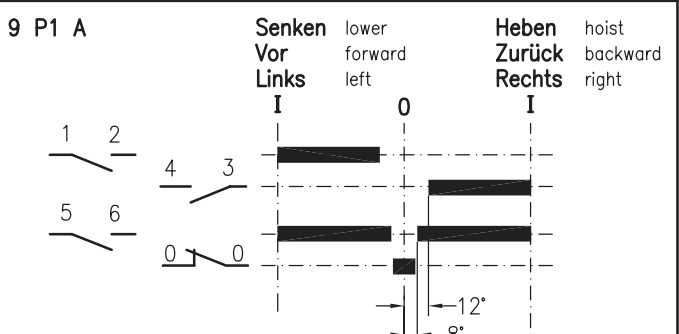 9 P1 A
Senken lower Heben hoist
Vor forward Zurück backward
Links left Rechts right
I 0 I
1 2
4 3
5 6
0 0
12°
8°